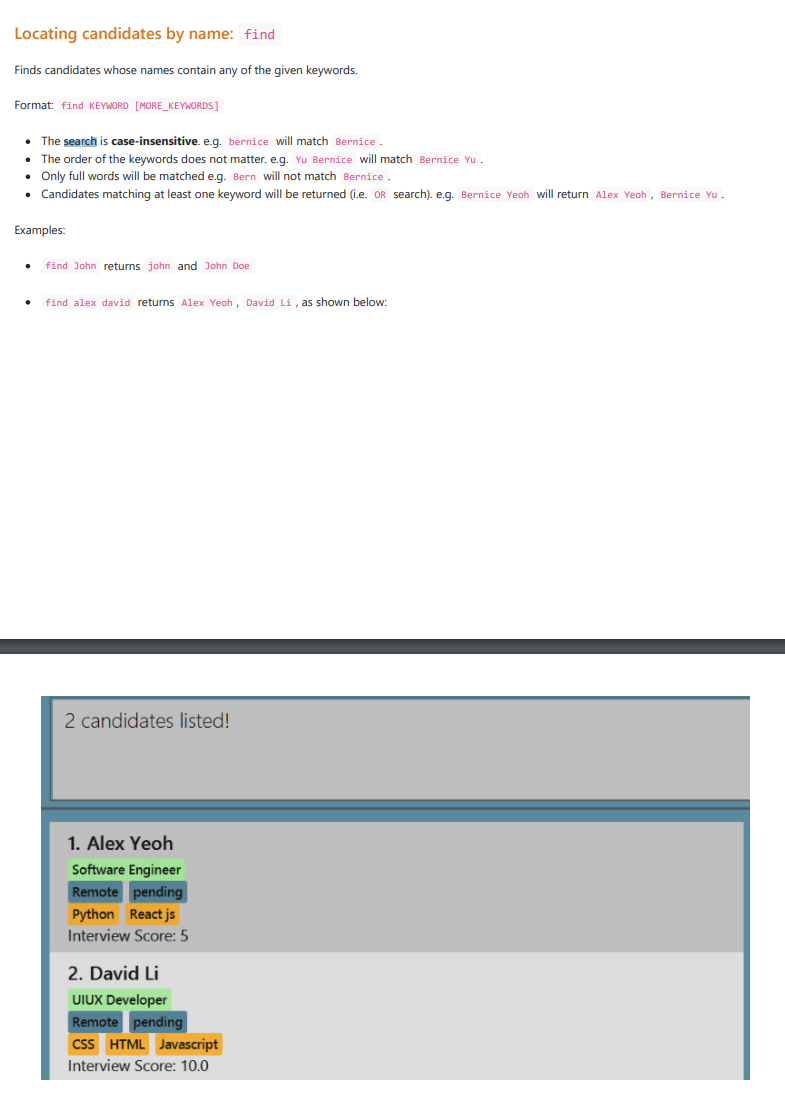 Locating candidates by name: find
Finds candidates whose names contain any of the given keywords.
Format: find KEYWORD [MORE_KEYWORDS]
• The search is case-insensitive. e.g. bernice will match Bernice .
• The order of the keywords does not matter. e.g. Yu Bernice will match Bernice Yu .
• Only full words will be matched e.g. Bern will not match Bernice .
• Candidates matching at least one keyword will be returned (i.e. OR search). e.g. Bernice Yeoh will return Alex Yeoh , Bernice Yu .
Examples:
• find John returns john and John Doe
• find alex david returns Alex Yeoh , David Li , as shown below:
2 candidates listed!
1. Alex Yeoh
Software Engineer
Remote pending
Python React js
Interview Score: 5
2. David Li
UIUX Developer
Remote pending
CSS HTML Javascript
Interview Score: 10.0